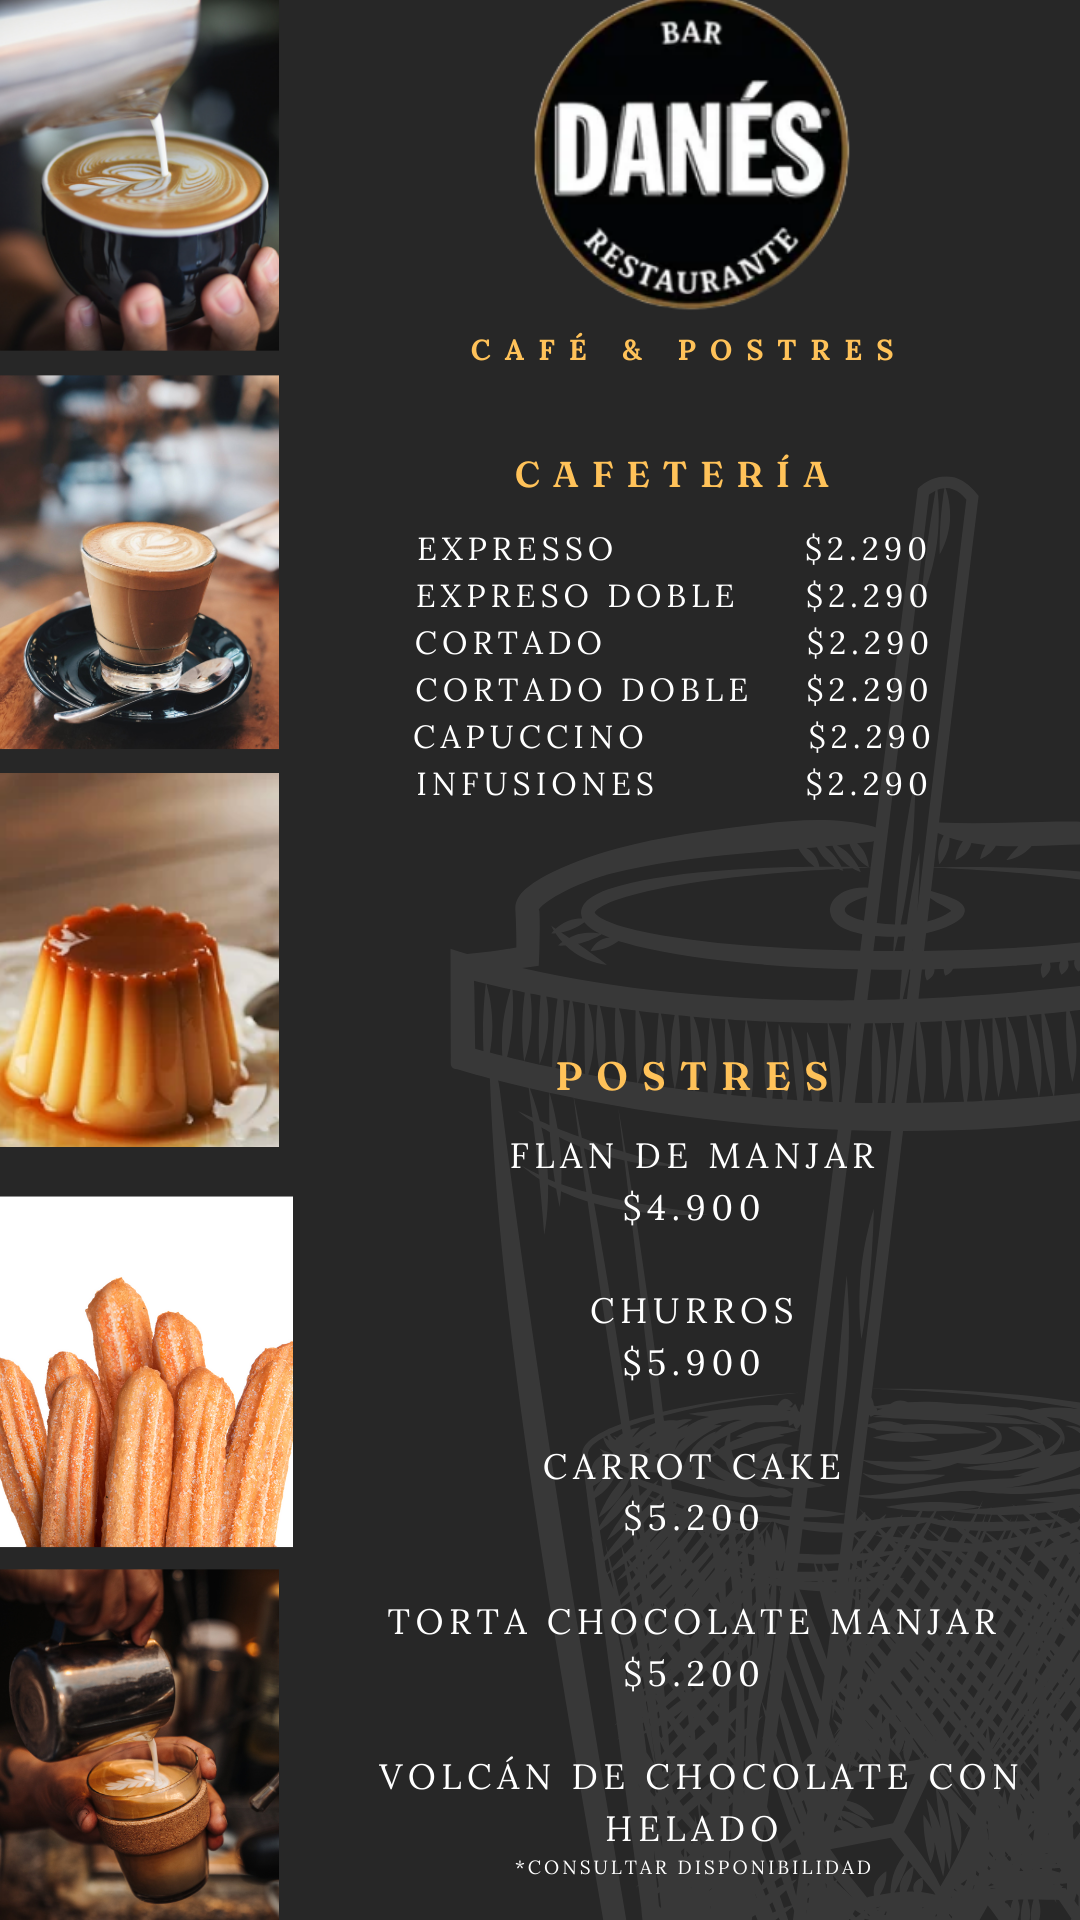 BAR
DANÉS
RESTAURANTE
CAFÉ & POSTRES
CAFETERÍA
EXPRESSO $2.290
EXPRESO DOBLE $2.290
CORTADO $2.290
CORTADO DOBLE $2.290
CAPUCCINO $2.290
INFUSIONES $2.290
POSTRES
FLAN DE MANJAR
$4.900
CHURROS
$5.900
CARROT CAKE
$5.200
TORTA CHOCOLATE MANJAR
$5.200
VOLCÁN DE CHOCOLATE CON
HELADO
*CONSULTAR DISPONIBILIDAD